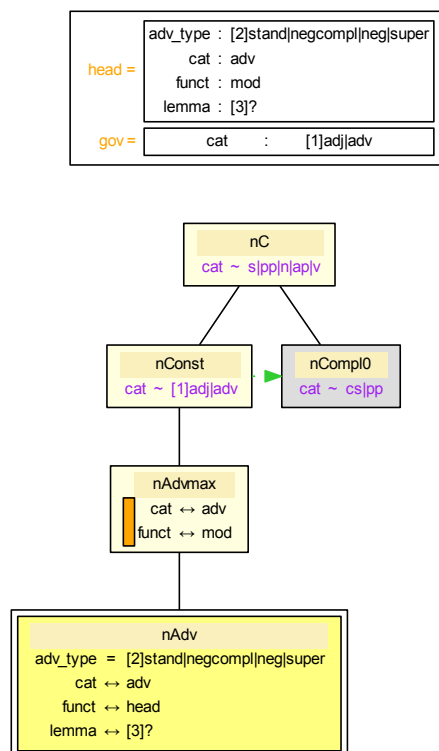 adv_type : [2]stand|negcompl|neg|super
cat : adv
head =
funct : mod
lemma : [3]?
gov = cat : [1]adj|adv
nC
cat ~ s|pp|n|ap|v
nConst
cat ~ [1]adj|adv
nCompl0
cat ~ cs|pp
nAdvmax
cat ↔ adv
funct ↔ mod
nAdv
adv_type = [2]stand|negcompl|neg|super
cat ↔ adv
funct ↔ head
lemma ↔ [3]?